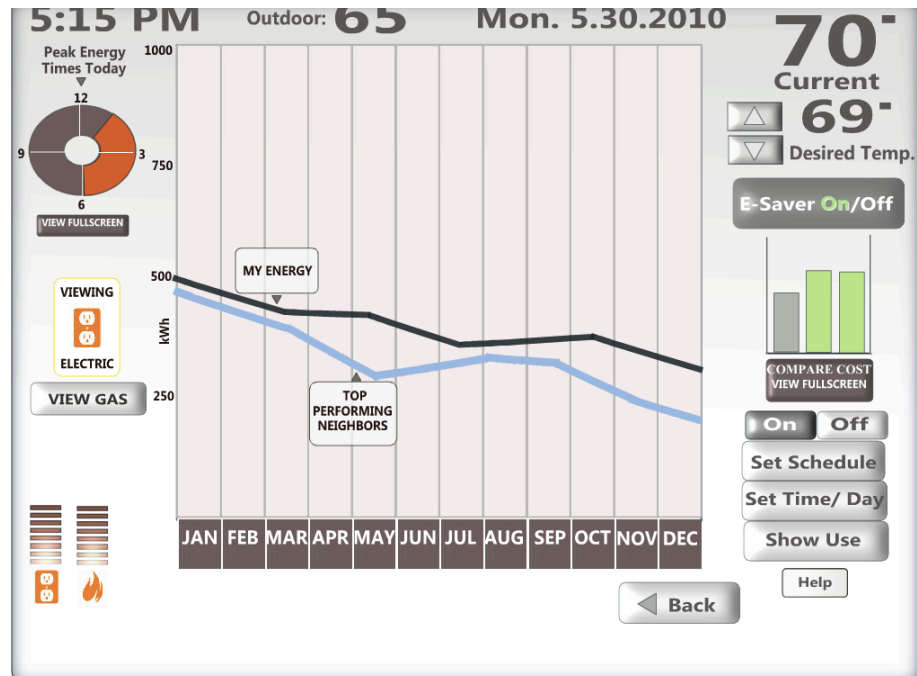 5:15 PM
Outdoor: 65
Mon. 5.30.2010
Peak Energy
Times Today
12
9
3
6
VIEW FULLSCREEN
VIEWING
ELECTRIC
VIEW GAS
1000
750
500
kWh
250
MY ENERGY
TOP
PERFORMING
NEIGHBORS
JAN FEB MAR APR MAY JUN JUL AUG SEP OCT NOV DEC
Back
70
Current
69
Desired Temp.
E-Saver On/Off
COMPARE COST
VIEW FULLSCREEN
On Off
Set Schedule
Set Time/ Day
Show Use
Help